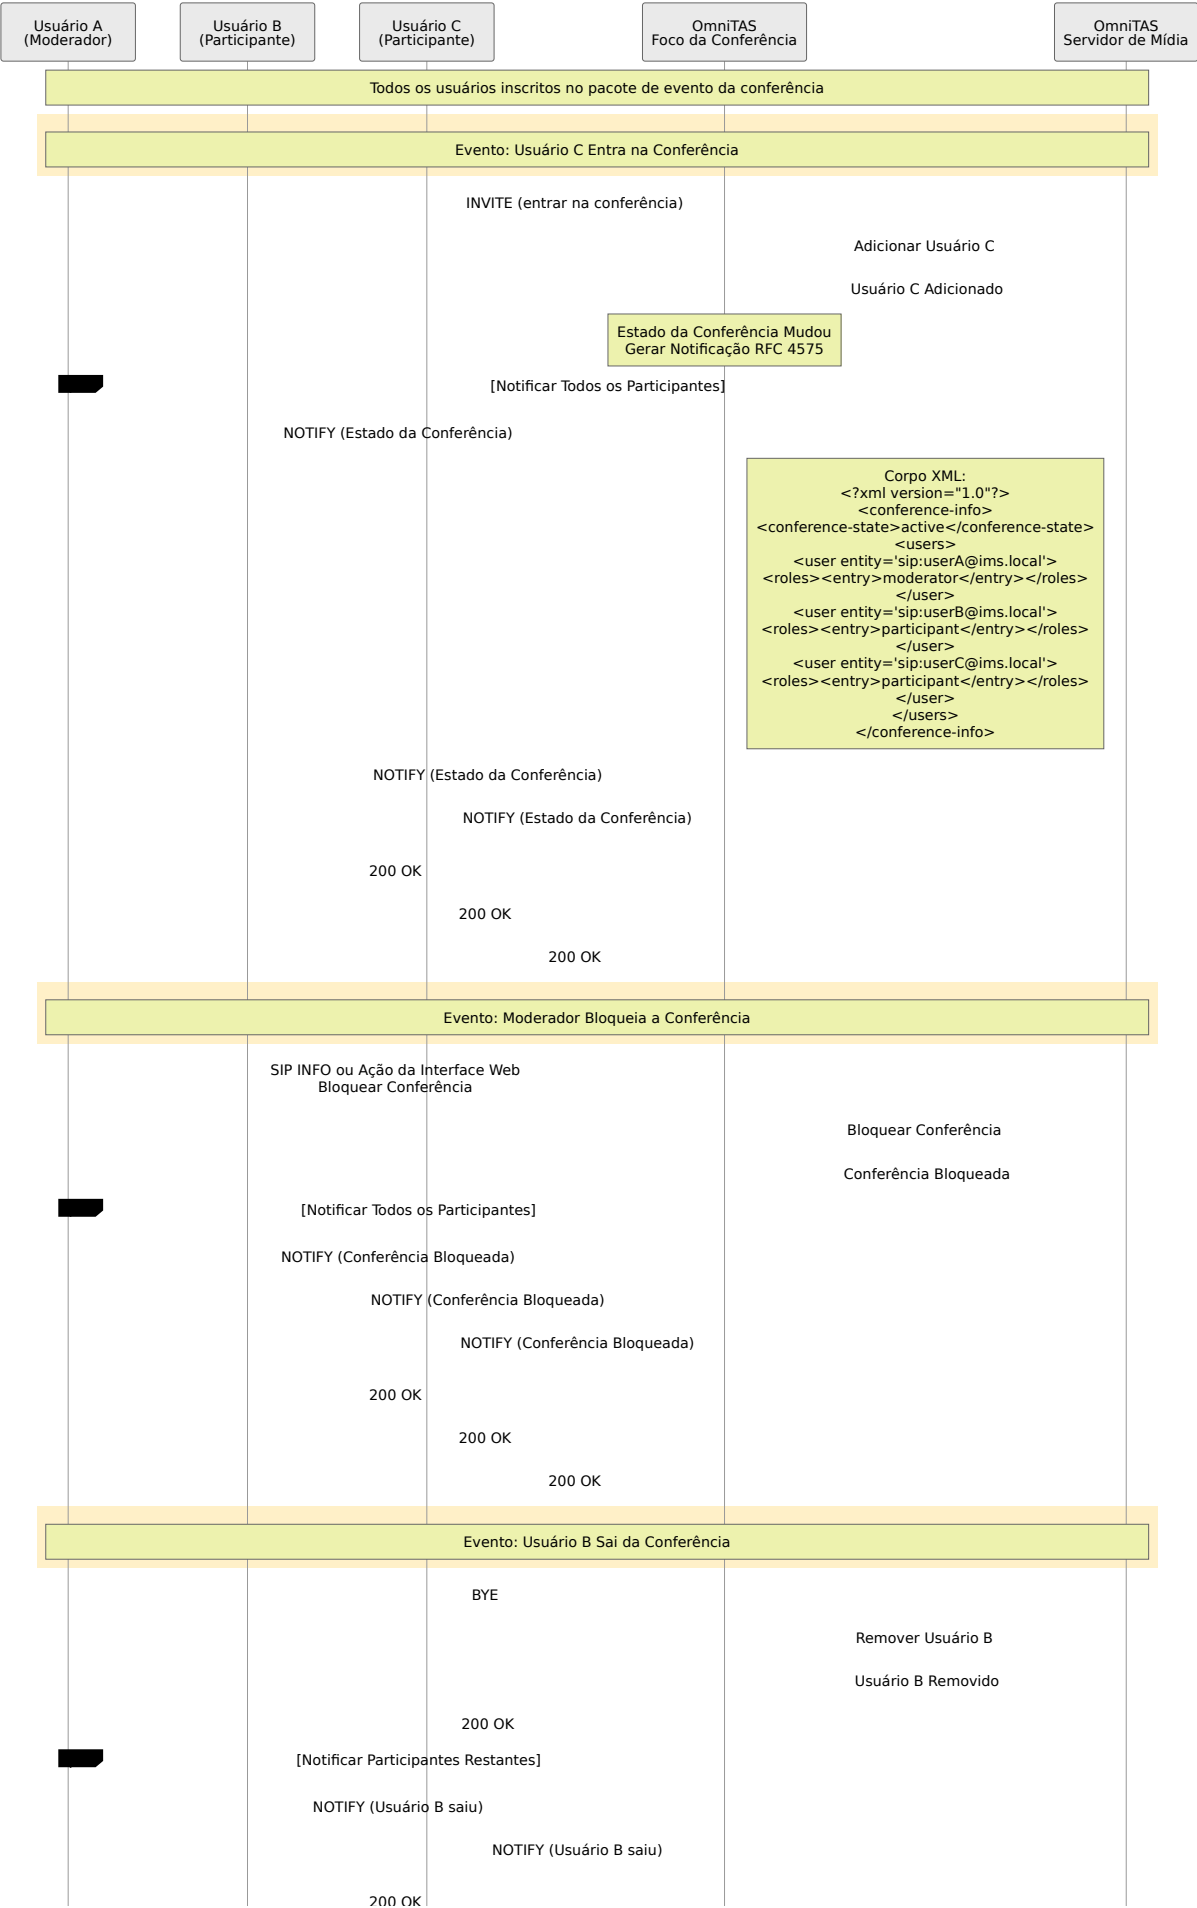 Usuário A
(Moderador)
Usuário B
(Participante)
Usuário C
(Participante)
OmniTAS
Foco da Conferência
OmniTAS
Servidor de Mídia
Todos os usuários inscritos no pacote de evento da conferência
Evento: Usuário C Entra na Conferência
INVITE (entrar na conferência)
Adicionar Usuário C
Usuário C Adicionado
Estado da Conferência Mudou
Gerar Notificação RFC 4575
[Notificar Todos os Participantes]
NOTIFY (Estado da Conferência)
Corpo XML:
<?xml version="1.0"?>
<conference-info>
<conference-state>active</conference-state>
<users>
<user entity='sip:userA@ims.local'>
<roles><entry>moderator</entry></roles>
</user>
<user entity='sip:userB@ims.local'>
<roles><entry>participant</entry></roles>
</user>
<user entity='sip:userC@ims.local'>
<roles><entry>participant</entry></roles>
</user>
</users>
</conference-info>
NOTIFY (Estado da Conferência)
NOTIFY (Estado da Conferência)
200 OK
200 OK
200 OK
Evento: Moderador Bloqueia a Conferência
SIP INFO ou Ação da Interface Web
Bloquear Conferência
Bloquear Conferência
Conferência Bloqueada
[Notificar Todos os Participantes]
NOTIFY (Conferência Bloqueada)
NOTIFY (Conferência Bloqueada)
NOTIFY (Conferência Bloqueada)
200 OK
200 OK
200 OK
Evento: Usuário B Sai da Conferência
BYE
Remover Usuário B
Usuário B Removido
200 OK
[Notificar Participantes Restantes]
NOTIFY (Usuário B saiu)
NOTIFY (Usuário B saiu)
200 OK